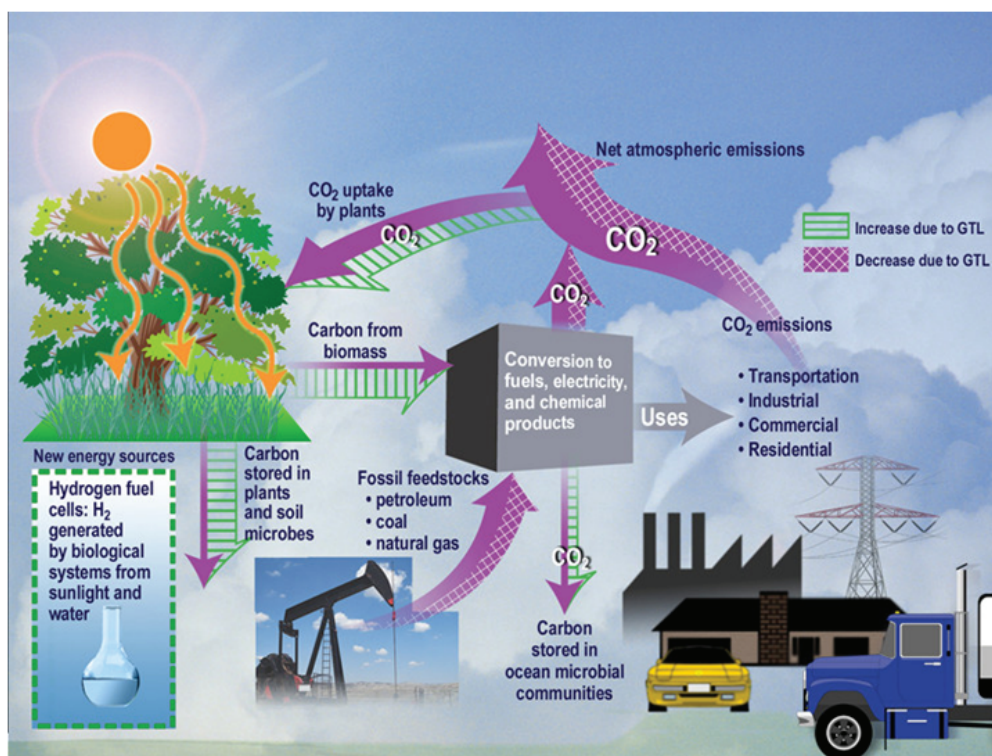 Net atmospheric emissions
CO2 uptake
by plants
CO2
CO2
Increase due to GTL
Decrease due to GTL
CO2
CO2 emissions
Carbon from
biomass
Conversion to
fuels, electricity,
and chemical
products
Uses
• Transportation
• Industrial
• Commercial
• Residential
New energy sources
Hydrogen fuel
cells: H2
generated
by biological
systems from
sunlight and
water
Carbon
stored in
plants
and soil
microbes
Fossil feedstocks
• petroleum
• coal
• natural gas
CO2
Carbon
stored in
ocean microbial
communities